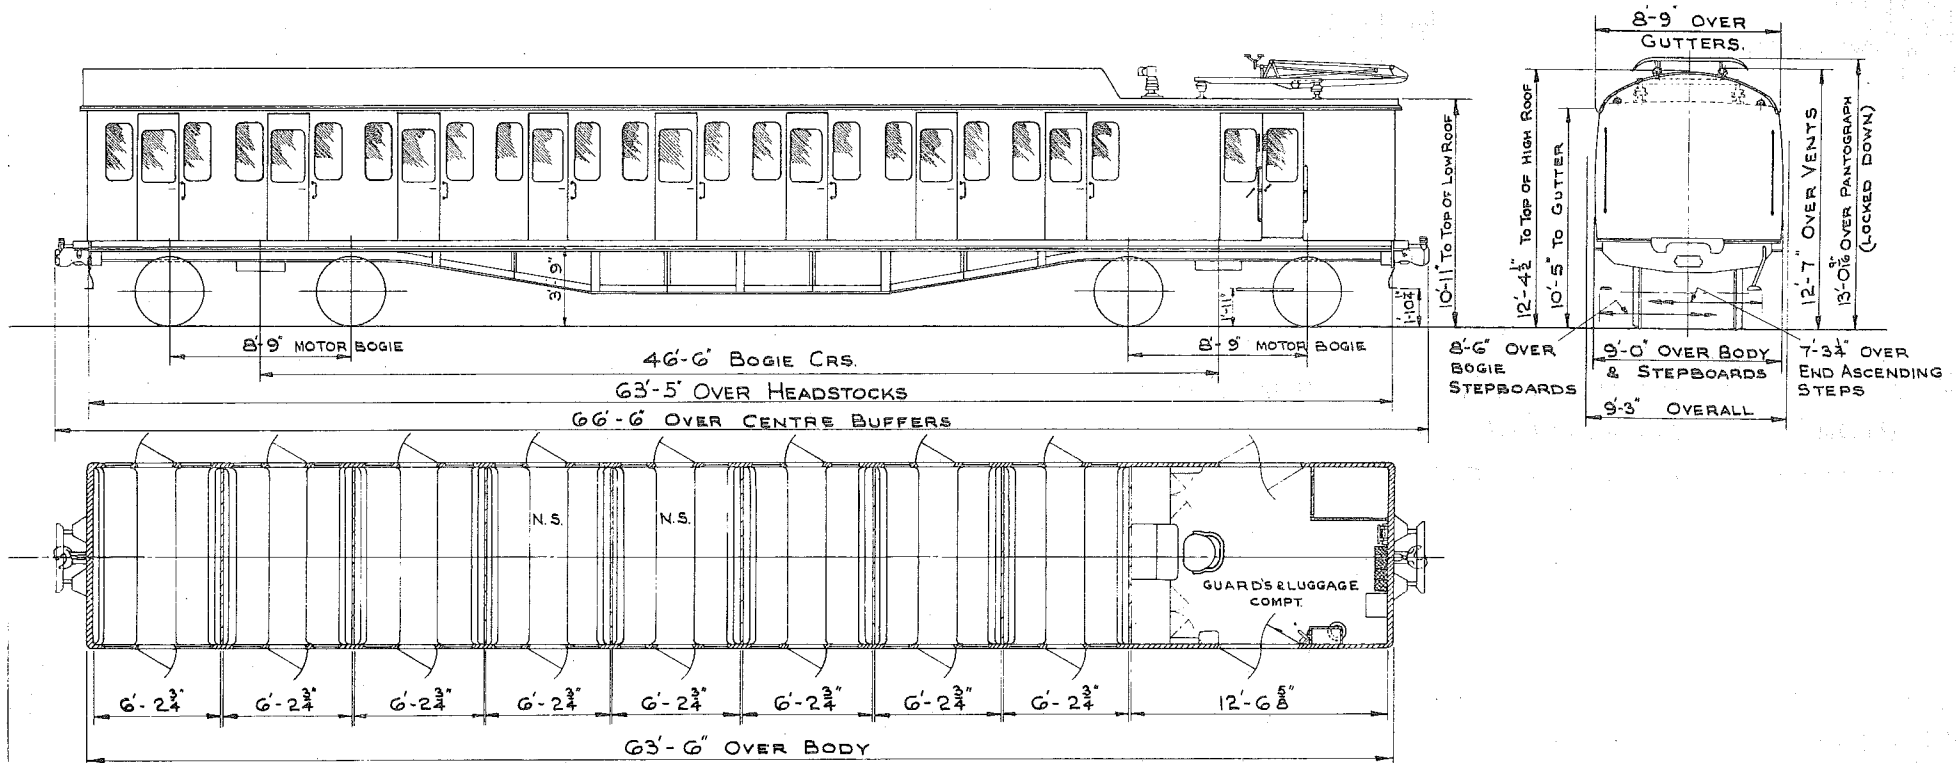 8'-9" OVER
GUTTERS.
10'-11" TO TOP OF LOW ROOF
12'-4½" TO TOP OF HIGH ROOF
10'-5" TO GUTTER
12'-7" OVER VENTS
13'-0 9/16" OVER PANTOGRAPH
(LOCKED DOWN)
3'-9"
1'-11"
1'-10¼"
8'-9" MOTOR BOGIE
8'-9" MOTOR BOGIE
46'-6" BOGIE CRS.
63'-5" OVER HEADSTOCKS
66'-6" OVER CENTRE BUFFERS
8'-6" OVER
BOGIE
STEPBOARDS
9'-0" OVER BODY
& STEPBOARDS
9'-3" OVERALL
7'-3¼" OVER
END ASCENDING
STEPS
N.S.
N.S.
GUARD'S & LUGGAGE
COMPT.
6'-2¾"
6'-2¾"
6'-2¾"
6'-2¾"
6'-2¾"
6'-2¾"
6'-2¾"
6'-2¾"
12'-6⅝"
63'-6" OVER BODY